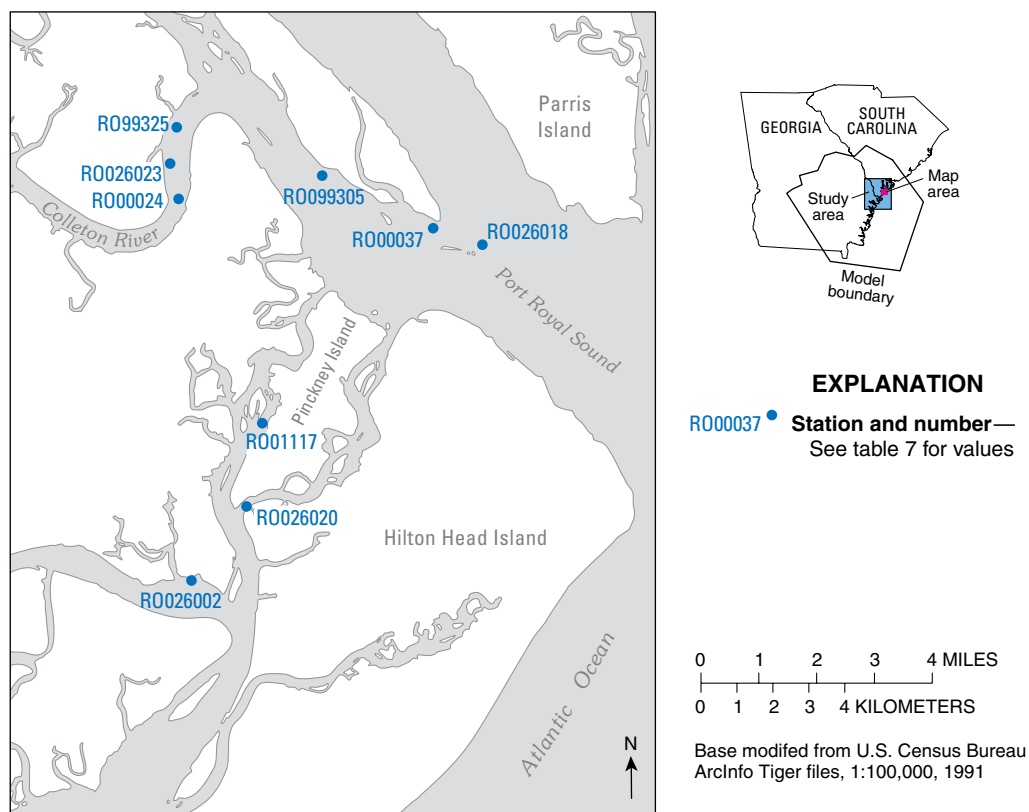 Parris
Island
RO99325
RO026023
RO00024
Colleton River
RO099305
RO00037
RO026018
Port Royal Sound
Pinckney Island
RO01117
RO026020
Hilton Head Island
RO026002
Atlantic Ocean
N
GEORGIA
SOUTH
CAROLINA
Map
area
Study
area
Model
boundary
EXPLANATION
RO00037 Station and number—
See table 7 for values
0 1 2 3 4 MILES
0 1 2 3 4 KILOMETERS
Base modifed from U.S. Census Bureau
ArcInfo Tiger files, 1:100,000, 1991